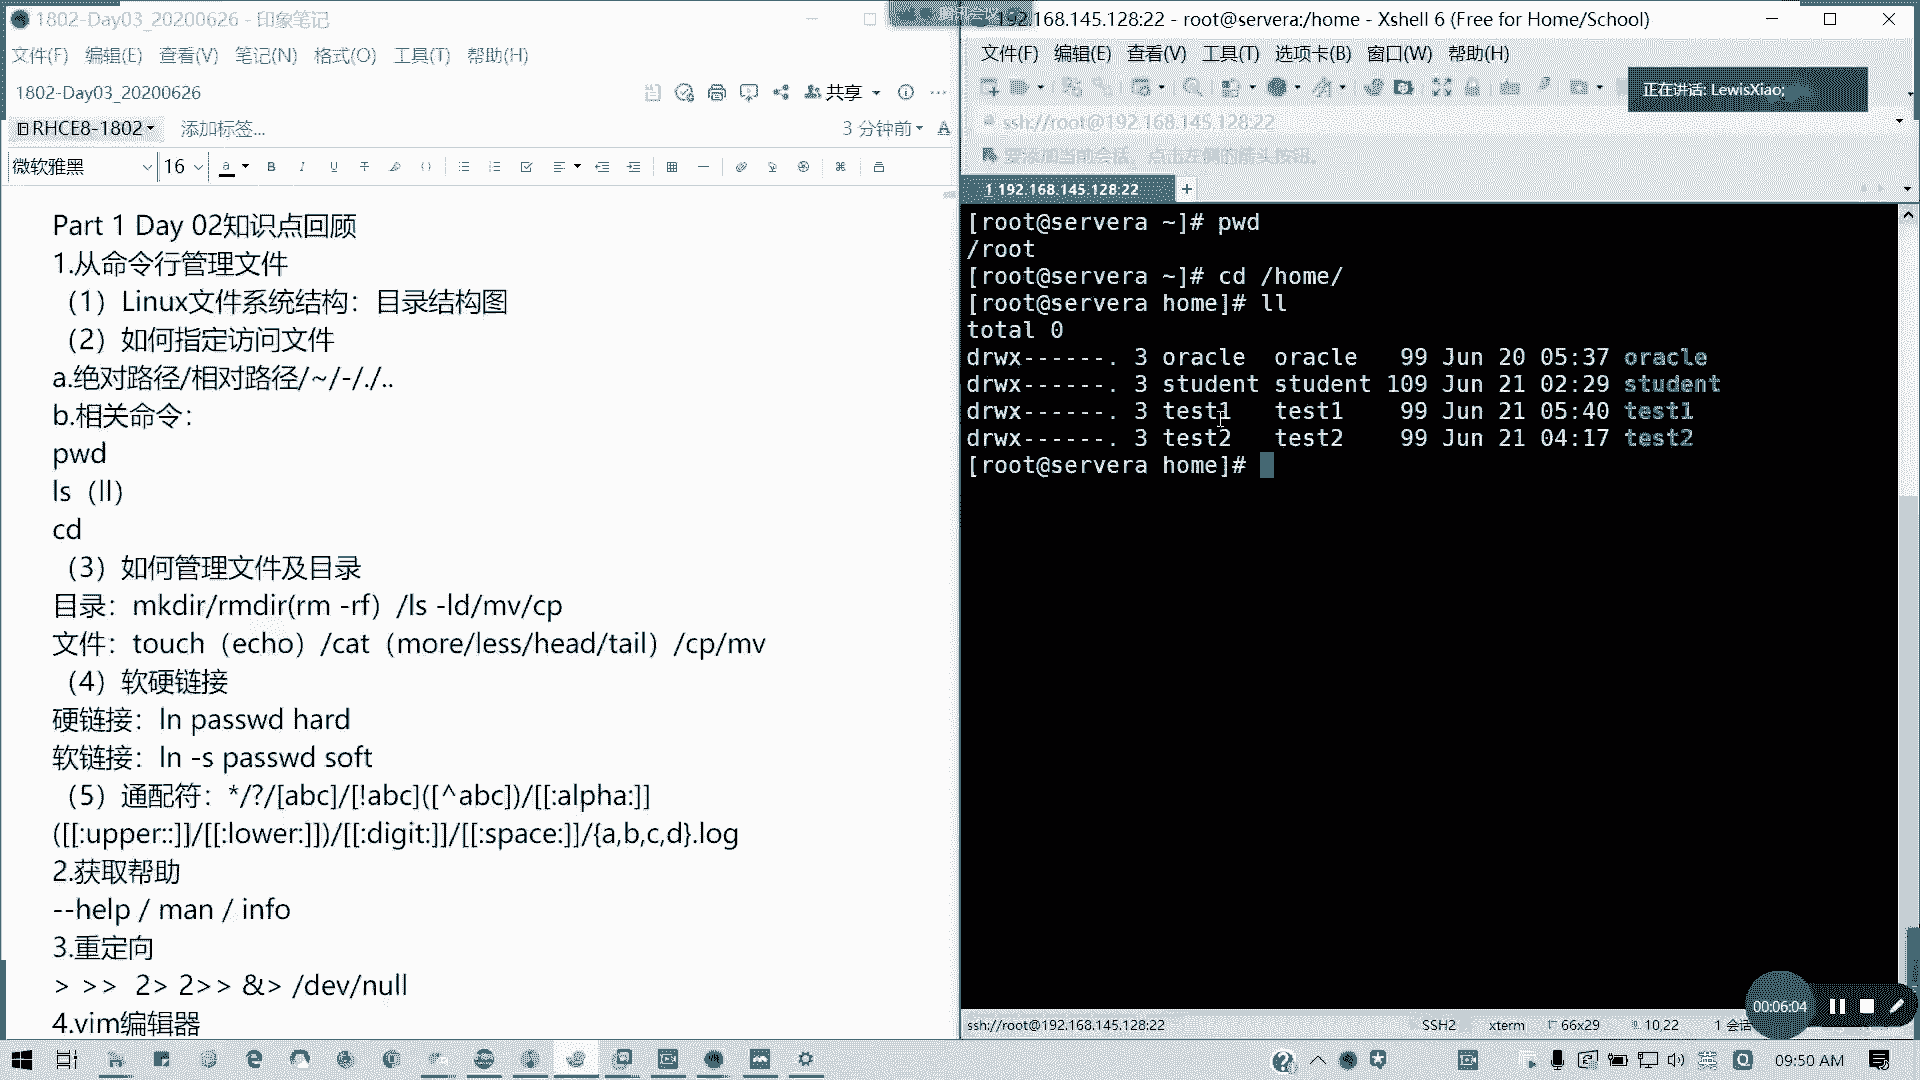 1802-Day03_20200626 - 印象笔记
文件(F) 编辑(E) 查看(V) 笔记(N) 格式(O) 工具(T) 帮助(H)
1802-Day03_20200626
共享
RHCE8-1802 添加标签...
3 分钟前
微软雅黑 16
Part 1 Day 02知识点回顾
1.从命令行管理文件
（1）Linux文件系统结构：目录结构图
（2）如何指定访问文件
a.绝对路径/相对路径/~/-/./..
b.相关命令：
pwd
ls（ll）
cd
（3）如何管理文件及目录
目录：mkdir/rmdir(rm -rf）/ls -ld/mv/cp
文件：touch（echo）/cat（more/less/head/tail）/cp/mv
（4）软硬链接
硬链接：ln passwd hard
软链接：ln -s passwd soft
（5）通配符：*/?/[abc]/[!abc]([^abc])/[[:alpha:]]
([[:upper::]]/[[:lower:]])/[[:digit:]]/[[:space:]]/{a,b,c,d}.log
2.获取帮助
--help / man / info
3.重定向
> >> 2> 2>> &> /dev/null
4.vim编辑器
192.168.145.128:22 - root@servera:/home - Xshell 6 (Free for Home/School)
文件(F) 编辑(E) 查看(V) 工具(T) 选项卡(B) 窗口(W) 帮助(H)
正在讲话: LewisXiao;
ssh://root@192.168.145.128:22
要添加当前会话，点击左侧的箭头按钮。
1 192.168.145.128:22
[root@servera ~]# pwd
/root
[root@servera ~]# cd /home/
[root@servera home]# ll
total 0
drwx------. 3 oracle  oracle   99 Jun 20 05:37 oracle
drwx------. 3 student student 109 Jun 21 02:29 student
drwx------. 3 test1   test1    99 Jun 21 05:40 test1
drwx------. 3 test2   test2    99 Jun 21 04:17 test2
[root@servera home]#
00:06:04
ssh://root@192.168.145.128:22 SSH2 xterm 66x29 10,22 1 会话
英 09:50 AM